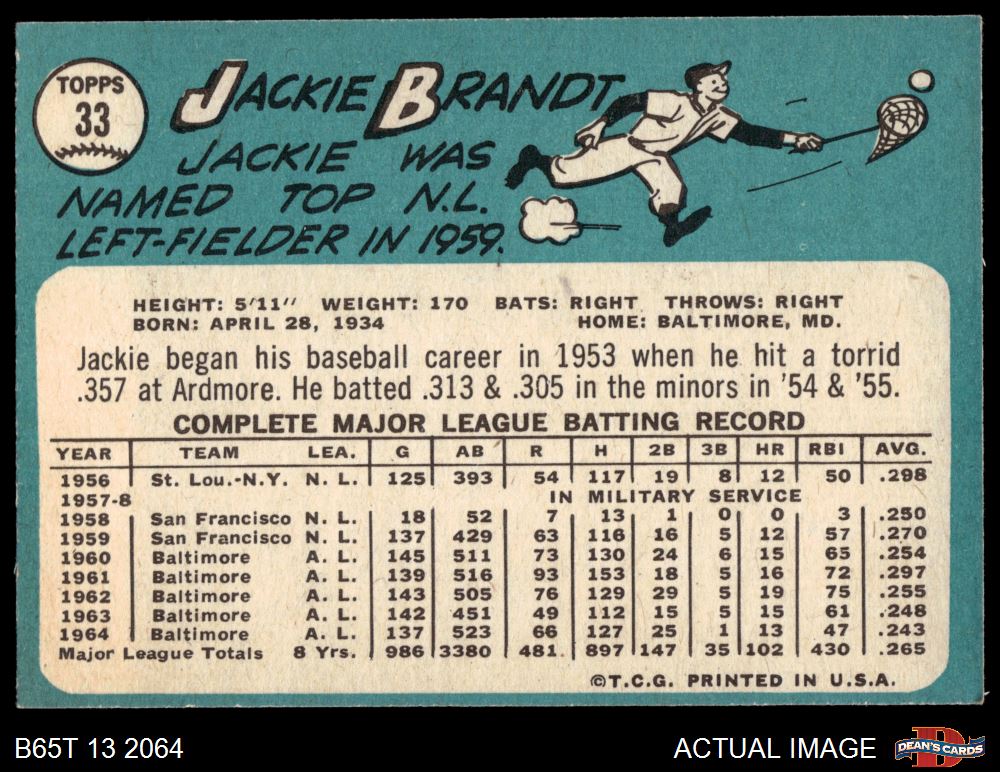 TOPPS
33
JACKIE BRANDT
JACKIE WAS
NAMED TOP N.L.
LEFT-FIELDER IN 1959.
HEIGHT: 5'11" WEIGHT: 170 BATS: RIGHT THROWS: RIGHT
BORN: APRIL 28, 1934 HOME: BALTIMORE, MD.
Jackie began his baseball career in 1953 when he hit a torrid
.357 at Ardmore. He batted .313 & .305 in the minors in '54 & '55.
COMPLETE MAJOR LEAGUE BATTING RECORD
YEAR TEAM LEA. G AB R H 2B 3B HR RBI AVG.
1956 St. Lou.-N.Y. N. L. 125 393 54 117 19 8 12 50 .298
1957-8 IN MILITARY SERVICE
1958 San Francisco N. L. 18 52 7 13 1 0 0 3 .250
1959 San Francisco N. L. 137 429 63 116 16 5 12 57 .270
1960 Baltimore A. L. 145 511 73 130 24 6 15 65 .254
1961 Baltimore A. L. 139 516 93 153 18 5 16 72 .297
1962 Baltimore A. L. 143 505 76 129 29 5 19 75 .255
1963 Baltimore A. L. 142 451 49 112 15 5 15 61 .248
1964 Baltimore A. L. 137 523 66 127 25 1 13 47 .243
Major League Totals 8 Yrs. 986 3380 481 897 147 35 102 430 .265
©T.C.G. PRINTED IN U.S.A.
B65T 13 2064 ACTUAL IMAGE
D
DEAN'S CARDS